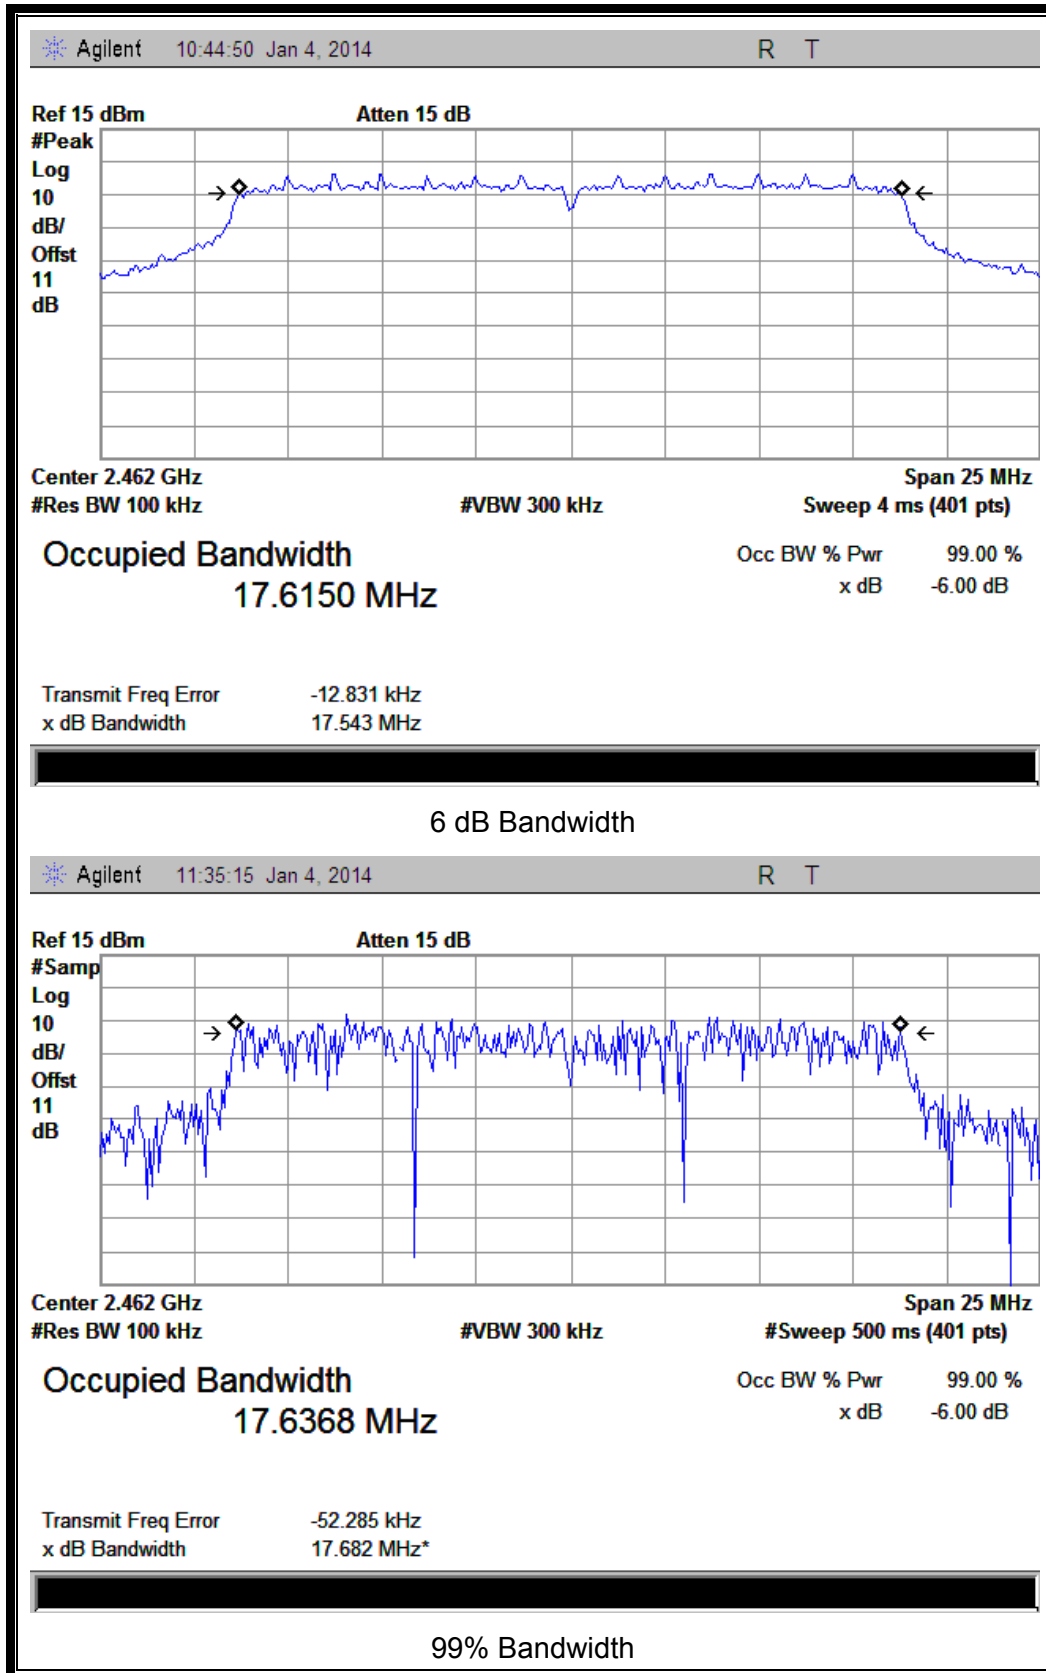 Agilent 10:44:50 Jan 4, 2014 R T
Ref 15 dBm Atten 15 dB
#Peak
Log
10
dB/
Offst
11
dB
Center 2.462 GHz Span 25 MHz
#Res BW 100 kHz #VBW 300 kHz Sweep 4 ms (401 pts)
Occupied Bandwidth Occ BW % Pwr 99.00 %
17.6150 MHz x dB -6.00 dB
Transmit Freq Error -12.831 kHz
x dB Bandwidth 17.543 MHz
6 dB Bandwidth
Agilent 11:35:15 Jan 4, 2014 R T
Ref 15 dBm Atten 15 dB
#Samp
Log
10
dB/
Offst
11
dB
Center 2.462 GHz Span 25 MHz
#Res BW 100 kHz #VBW 300 kHz #Sweep 500 ms (401 pts)
Occupied Bandwidth Occ BW % Pwr 99.00 %
17.6368 MHz x dB -6.00 dB
Transmit Freq Error -52.285 kHz
x dB Bandwidth 17.682 MHz*
99% Bandwidth